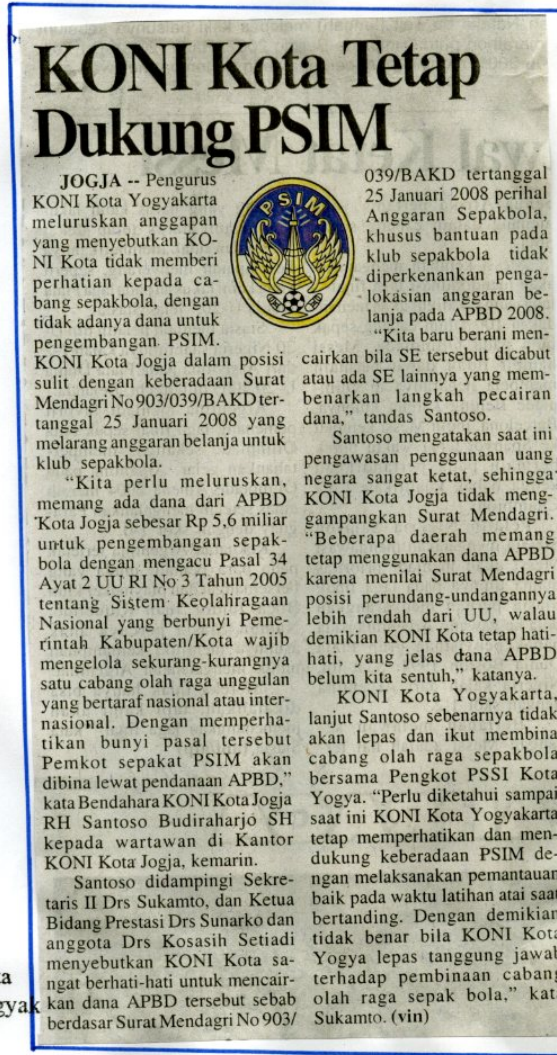 KONI Kota Tetap
Dukung PSIM
JOGJA -- Pengurus
KONI Kota Yogyakarta
meluruskan anggapan
yang menyebutkan KO-
NI Kota tidak memberi
perhatian kepada ca-
bang sepakbola, dengan
tidak adanya dana untuk
pengembangan PSIM.
KONI Kota Jogja dalam posisi
sulit dengan keberadaan Surat
Mendagri No 903/039/BAKD ter-
tanggal 25 Januari 2008 yang
melarang anggaran belanja untuk
klub sepakbola.
“Kita perlu meluruskan,
memang ada dana dari APBD
Kota Jogja sebesar Rp 5,6 miliar
untuk pengembangan sepak-
bola dengan mengacu Pasal 34
Ayat 2 UU RI No 3 Tahun 2005
tentang Sistem Keolahragaan
Nasional yang berbunyi Peme-
rintah Kabupaten/Kota wajib
mengelola sekurang-kurangnya
satu cabang olah raga unggulan
yang bertaraf nasional atau inter-
nasional. Dengan memperha-
tikan bunyi pasal tersebut
Pemkot sepakat PSIM akan
dibina lewat pendanaan APBD,”
kata Bendahara KONI Kota Jogja
RH Santoso Budiraharjo SH
kepada wartawan di Kantor
KONI Kota Jogja, kemarin.
Santoso didampingi Sekre-
taris II Drs Sukamto, dan Ketua
Bidang Prestasi Drs Sunarko dan
anggota Drs Kosasih Setiadi
menyebutkan KONI Kota sa-
ngat berhati-hati untuk mencair-
kan dana APBD tersebut sebab
berdasar Surat Mendagri No 903/
PSIM
039/BAKD tertanggal
25 Januari 2008 perihal
Anggaran Sepakbola,
khusus bantuan pada
klub sepakbola tidak
diperkenankan penga-
lokasian anggaran be-
lanja pada APBD 2008.
“Kita baru berani men-
cairkan bila SE tersebut dicabut
atau ada SE lainnya yang mem-
benarkan langkah pecairan
dana,” tandas Santoso.
Santoso mengatakan saat ini
pengawasan penggunaan uang
negara sangat ketat, sehingga
KONI Kota Jogja tidak meng-
gampangkan Surat Mendagri.
“Beberapa daerah memang
tetap menggunakan dana APBD
karena menilai Surat Mendagri
posisi perundang-undangannya
lebih rendah dari UU, walau
demikian KONI Kota tetap hati-
hati, yang jelas dana APBD
belum kita sentuh,” katanya.
KONI Kota Yogyakarta,
lanjut Santoso sebenarnya tidak
akan lepas dan ikut membina
cabang olah raga sepakbola
bersama Pengkot PSSI Kota
Yogya. “Perlu diketahui sampai
saat ini KONI Kota Yogyakarta
tetap memperhatikan dan men-
dukung keberadaan PSIM de-
ngan melaksanakan pemantauan
baik pada waktu latihan atai saat
bertanding. Dengan demikian
tidak benar bila KONI Kota
Yogya lepas tanggung jawab
terhadap pembinaan cabang
olah raga sepak bola,” kat
Sukamto. (vin)